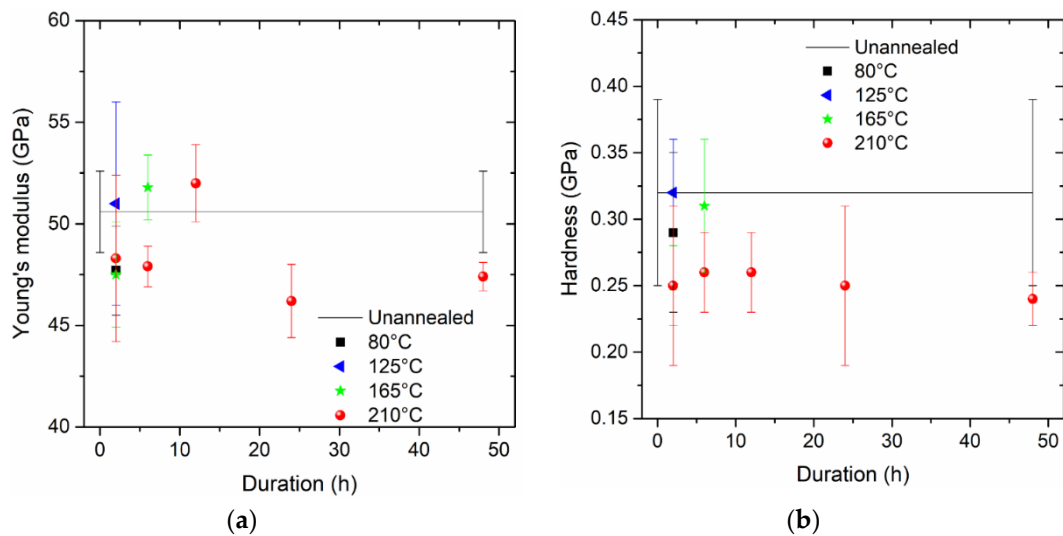 60
55
50
45
40
Young's modulus (GPa)
Unannealed
80°C
125°C
165°C
210°C
0 10 20 30 40 50
Duration (h)
(a)
0.45
0.40
0.35
0.30
0.25
0.20
0.15
Hardness (GPa)
Unannealed
80°C
125°C
165°C
210°C
0 10 20 30 40 50
Duration (h)
(b)